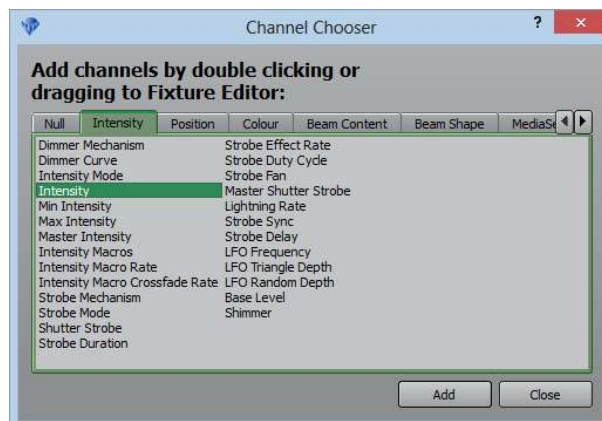 Channel Chooser
?
×
Add channels by double clicking or
dragging to Fixture Editor:
Null Intensity Position Colour Beam Content Beam Shape MediaSe
Dimmer Mechanism Strobe Effect Rate
Dimmer Curve Strobe Duty Cycle
Intensity Mode Strobe Fan
Intensity Master Shutter Strobe
Min Intensity Lightning Rate
Max Intensity Strobe Sync
Master Intensity Strobe Delay
Intensity Macros LFO Frequency
Intensity Macro Rate LFO Triangle Depth
Intensity Macro Crossfade Rate LFO Random Depth
Strobe Mechanism Base Level
Strobe Mode Shimmer
Shutter Strobe
Strobe Duration
Add Close